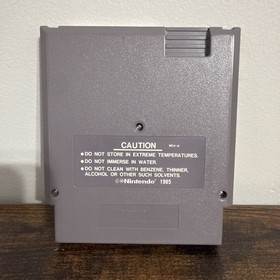 CAUTION
●DO NOT STORE IN EXTREME TEMPERATURES.
●DO NOT IMMERSE IN WATER.
●DO NOT CLEAN WITH BENZENE, THINNER,
ALCOHOL OR OTHER SUCH SOLVENTS.
©®Nintendo 1985